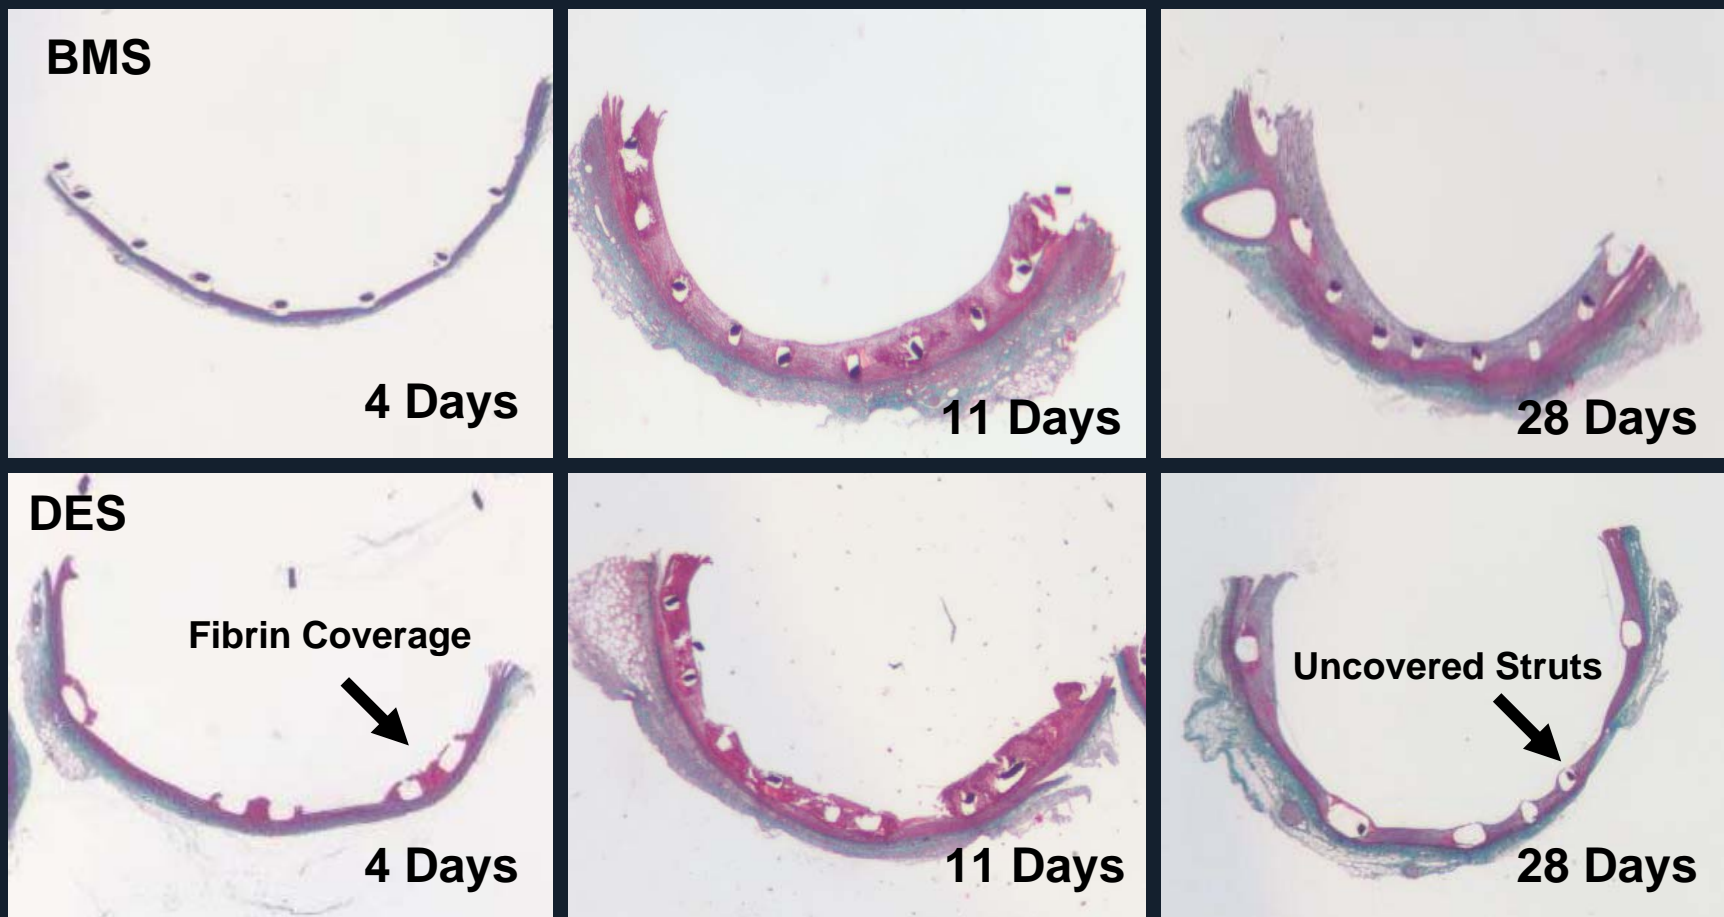 BMS
4 Days
11 Days
28 Days
DES
Fibrin Coverage
4 Days
11 Days
Uncovered Struts
28 Days